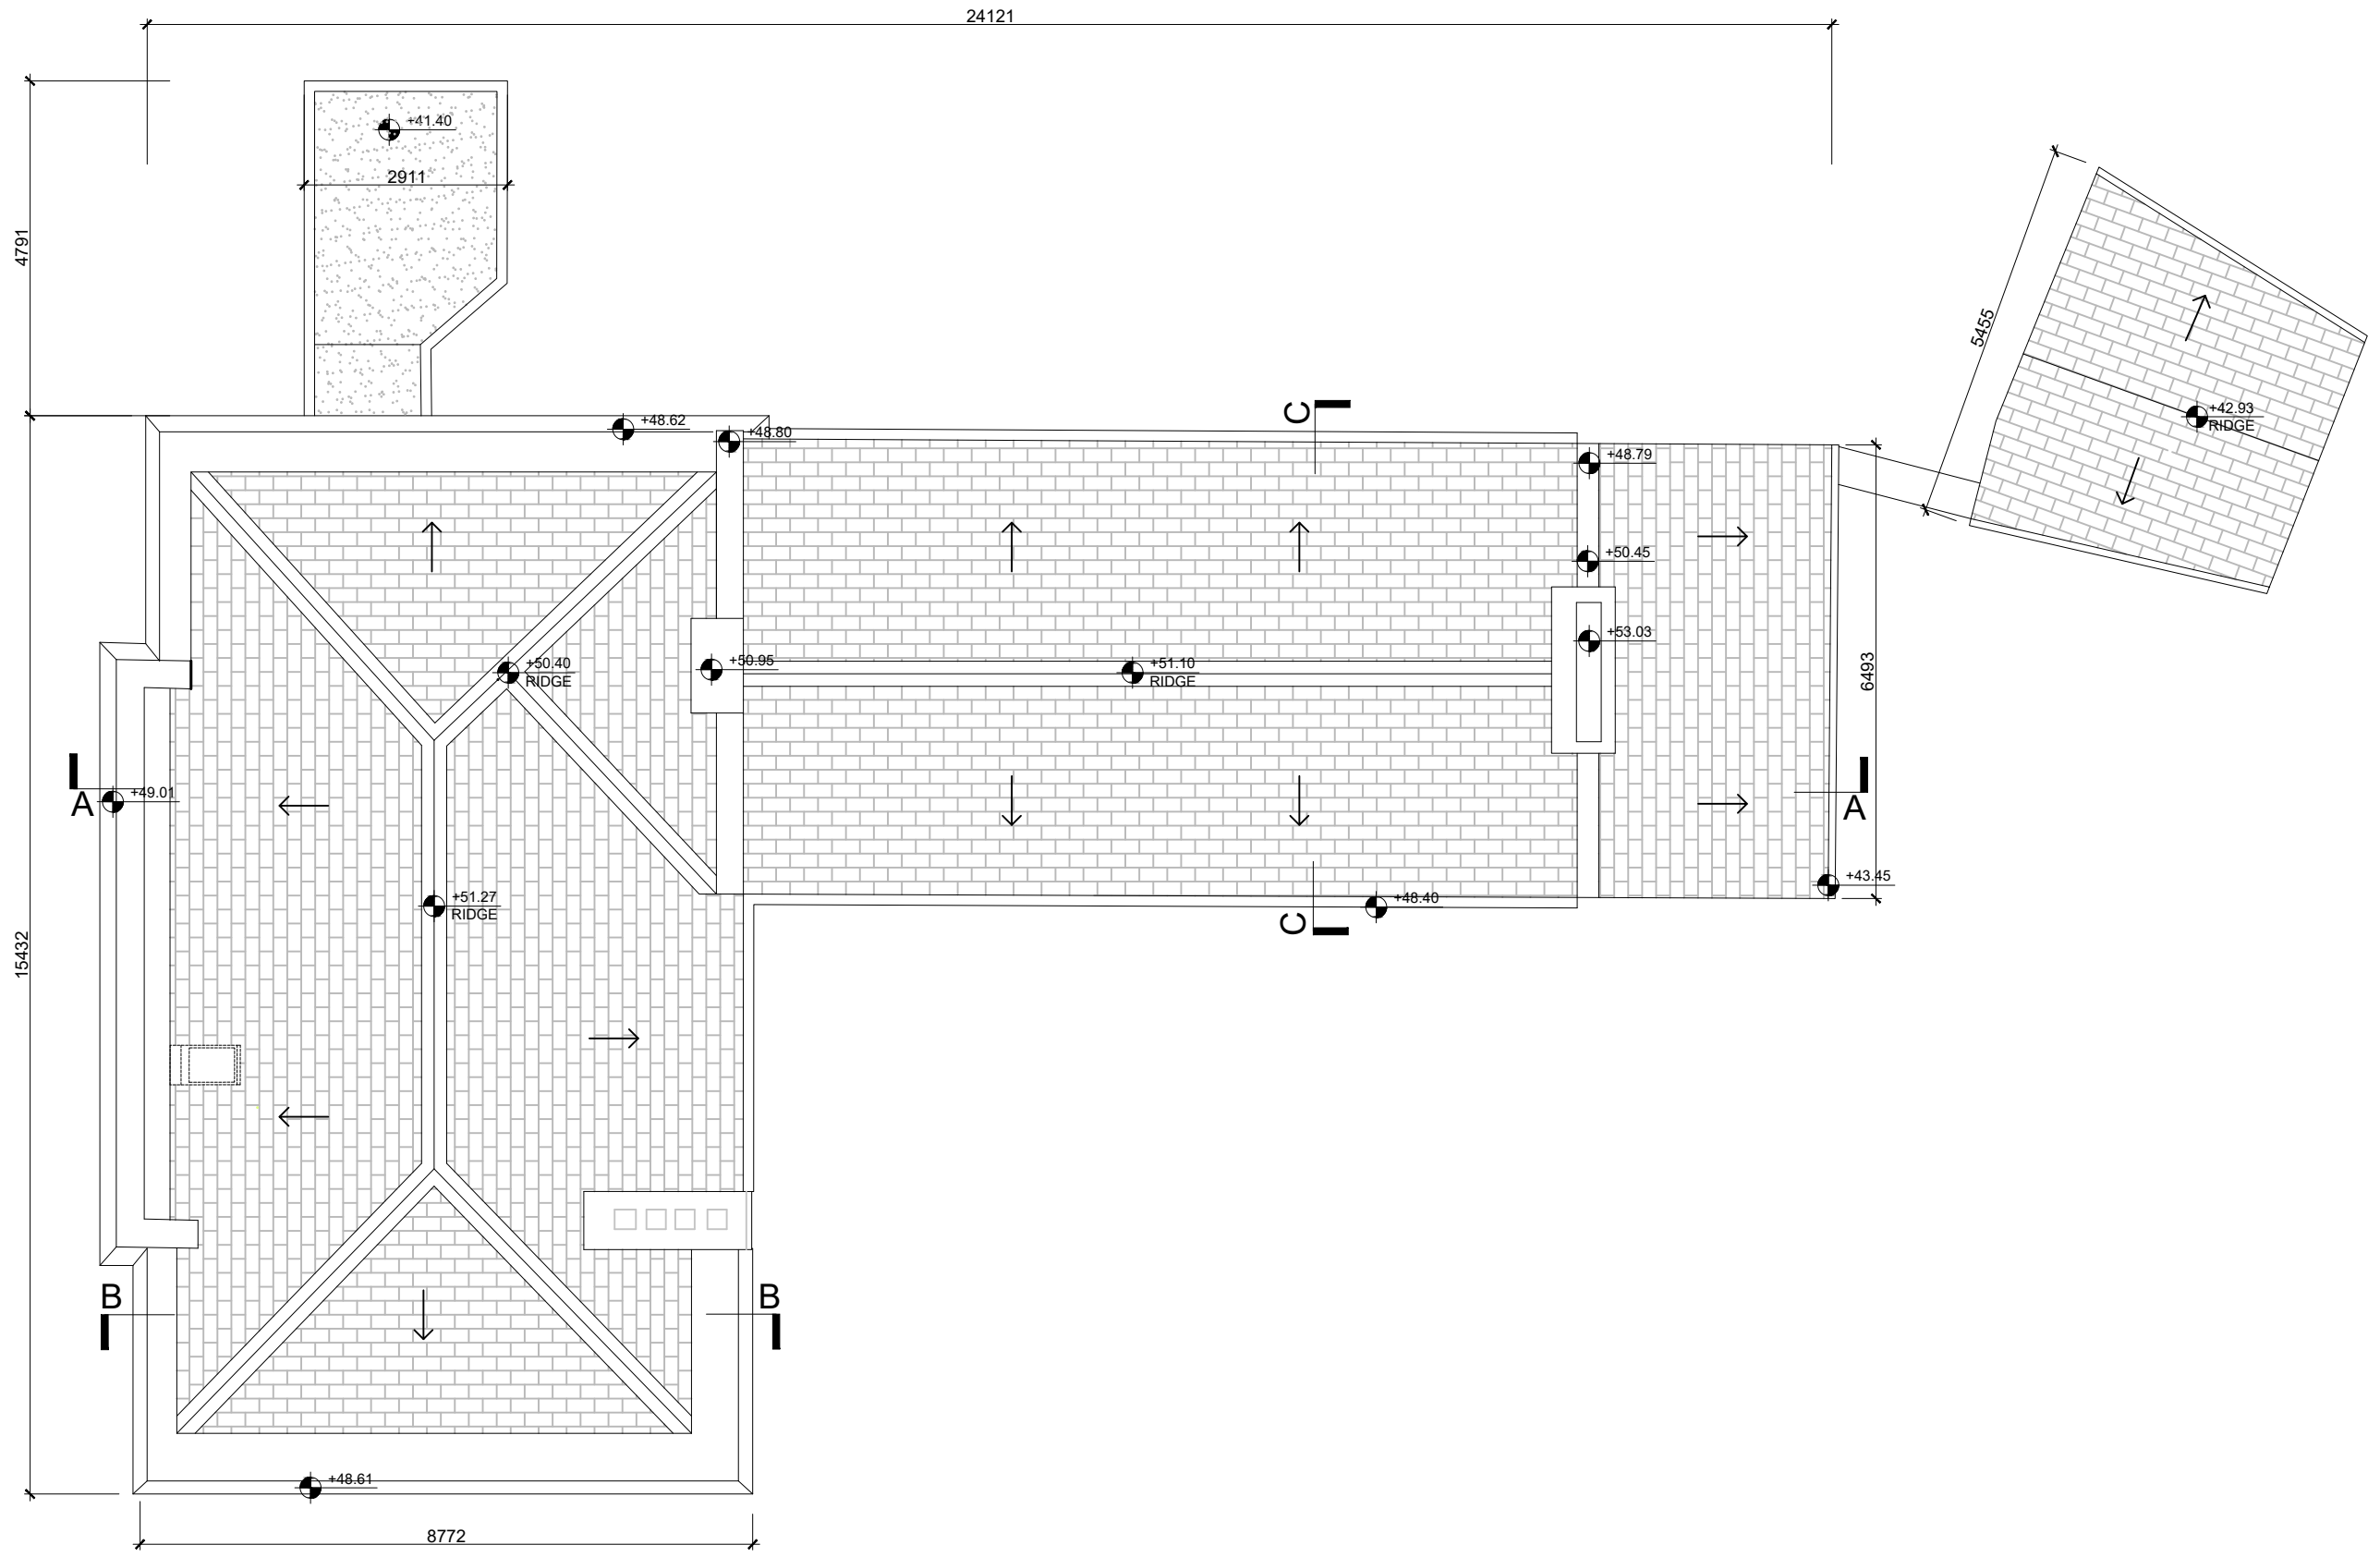 24121
+41.40
2911
4791
5455
C
+48.62
+48.80
+42.93
RIDGE
+48.79
+50.45
+53.03
+50.40
RIDGE
+50.95
+51.10
RIDGE
6493
A
+49.01
A
+43.45
+51.27
RIDGE
+48.40
C
15432
B
B
+48.61
8772